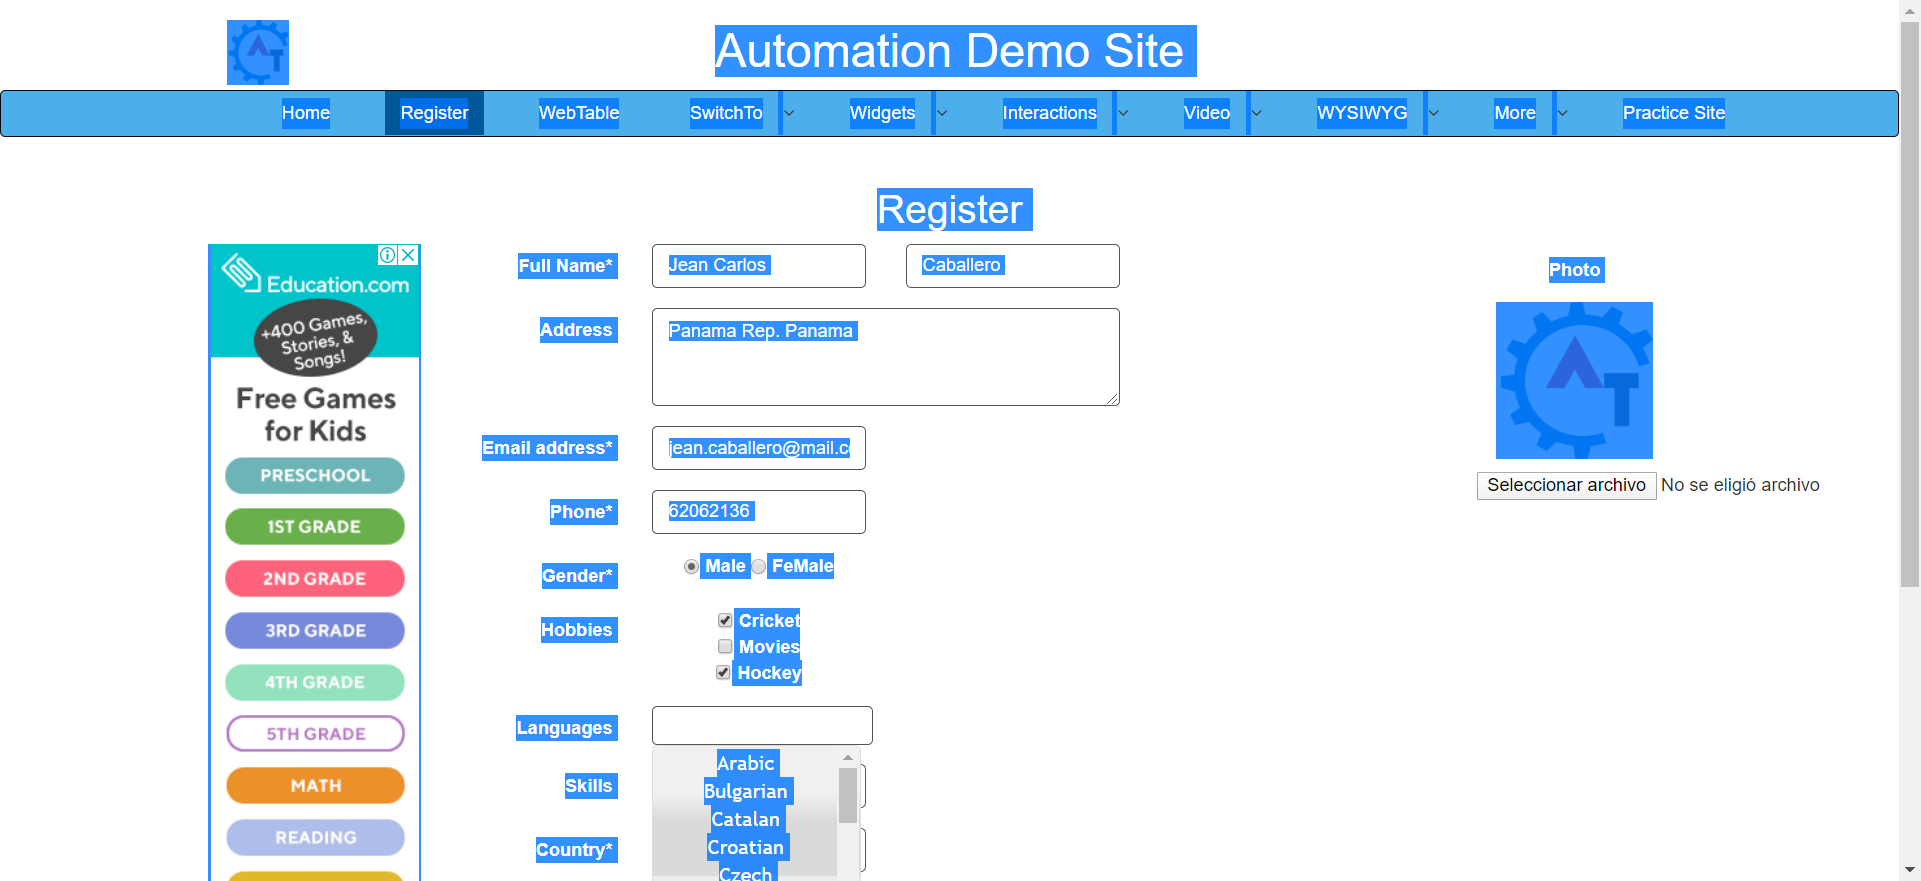 Automation Demo Site
Home Register WebTable SwitchTo Widgets Interactions Video WYSIWYG More Practice Site
Register
Education.com
+400 Games,
Stories, &
Songs!
Free Games
for Kids
PRESCHOOL
1ST GRADE
2ND GRADE
3RD GRADE
4TH GRADE
5TH GRADE
MATH
READING
Full Name* Jean Carlos Caballero
Address Panama Rep. Panama
Email address* jean.caballero@mail.c
Phone* 62062136
Gender* Male FeMale
Hobbies Cricket
Movies
Hockey
Languages
Arabic
Skills
Bulgarian
Catalan
Country* Croatian
Czech
Photo
AT
Seleccionar archivo No se eligió archivo